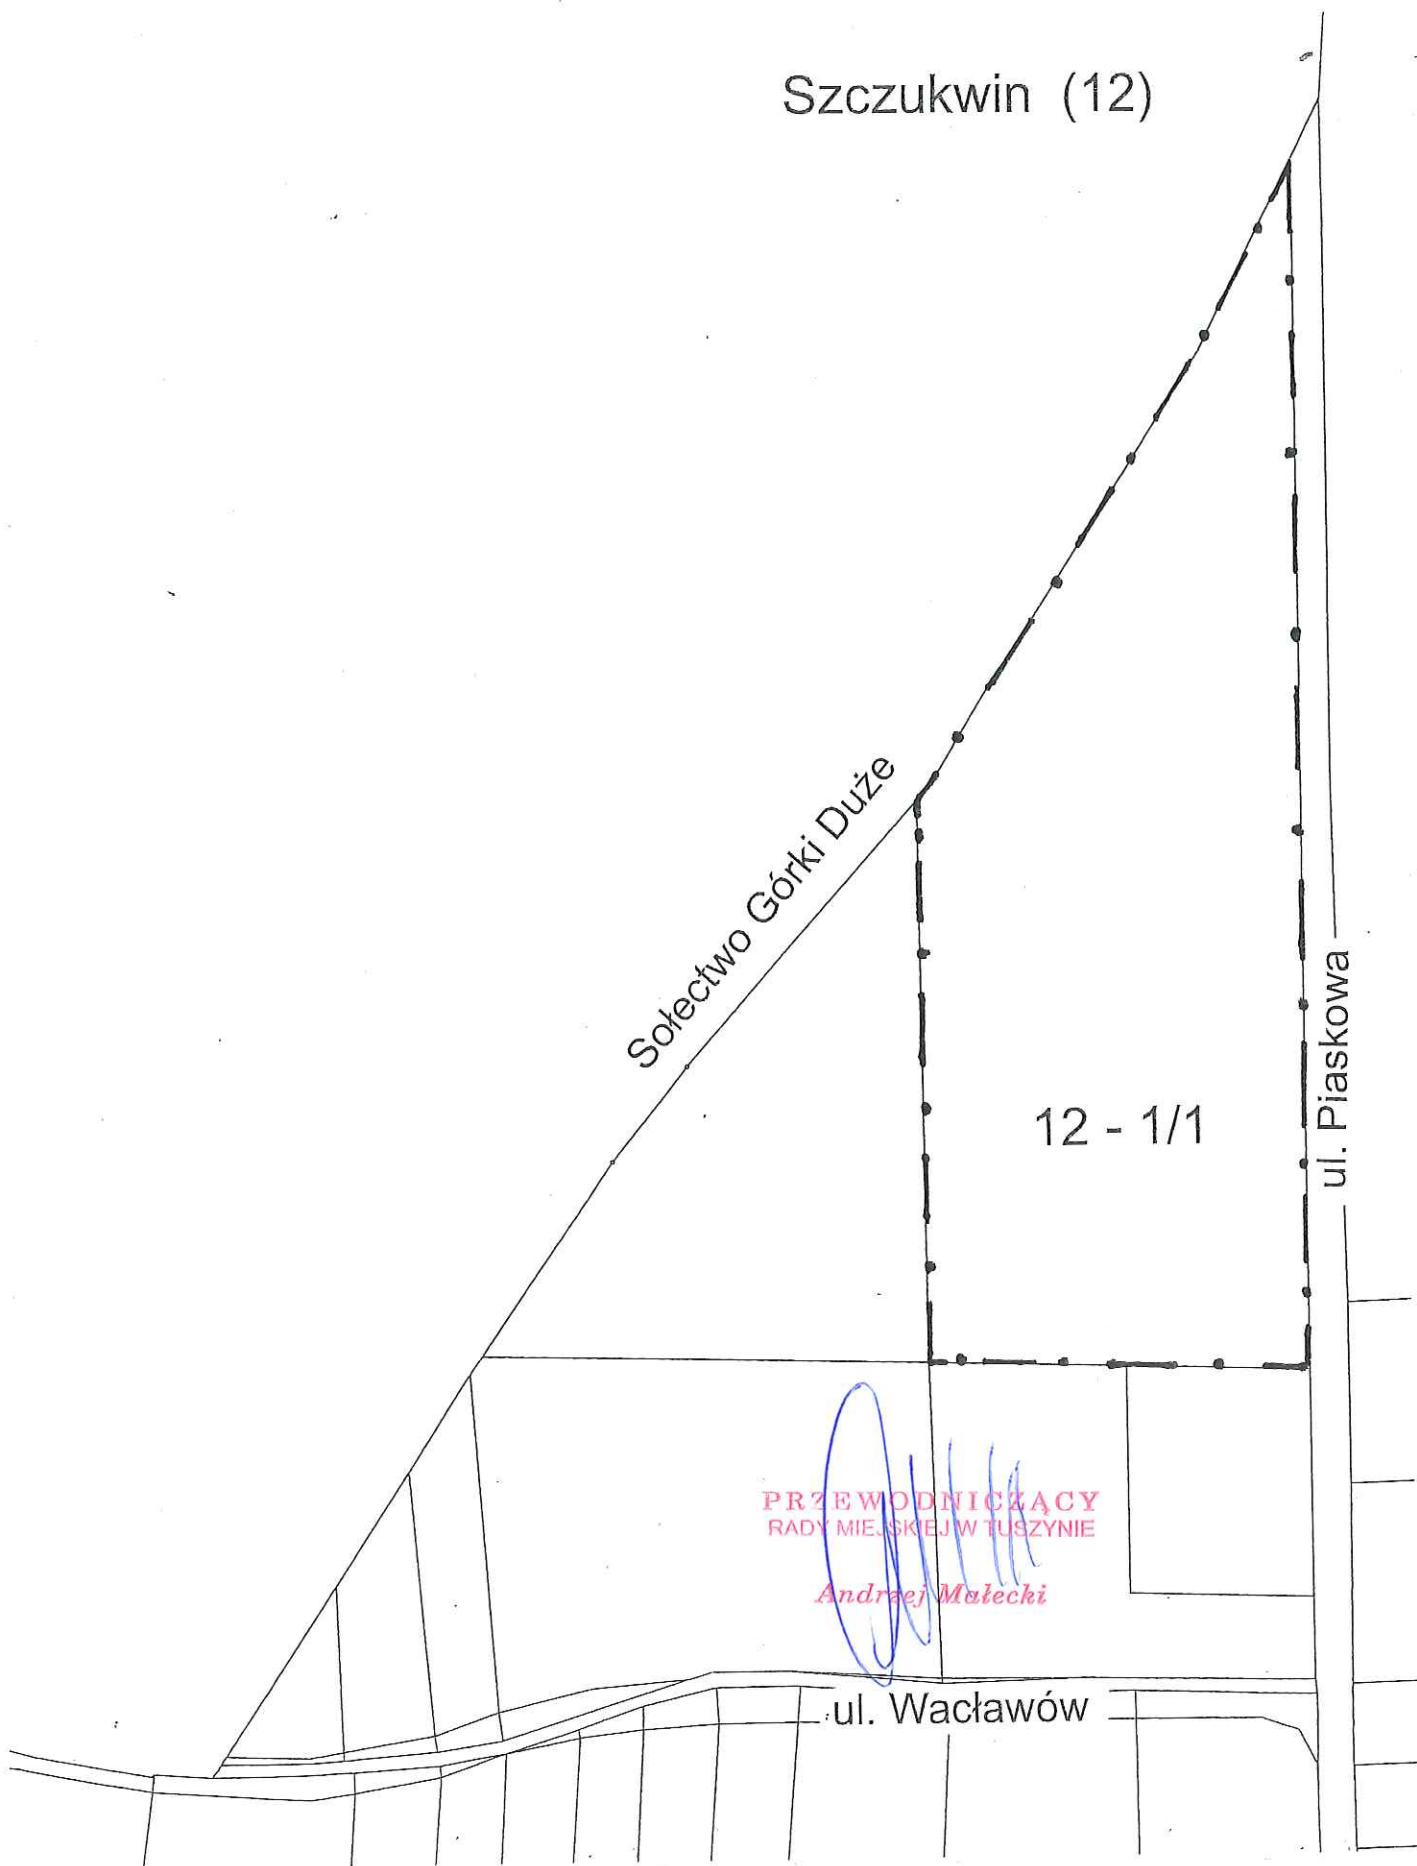 Szczukwin (12)
Sołectwo Górki Duże
ul. Piaskowa
12 - 1/1
PRZEWODNICZĄCY
RADY MIEJSKIEJ W TUSZYNIE
Andrzej Małecki
ul. Wacławów